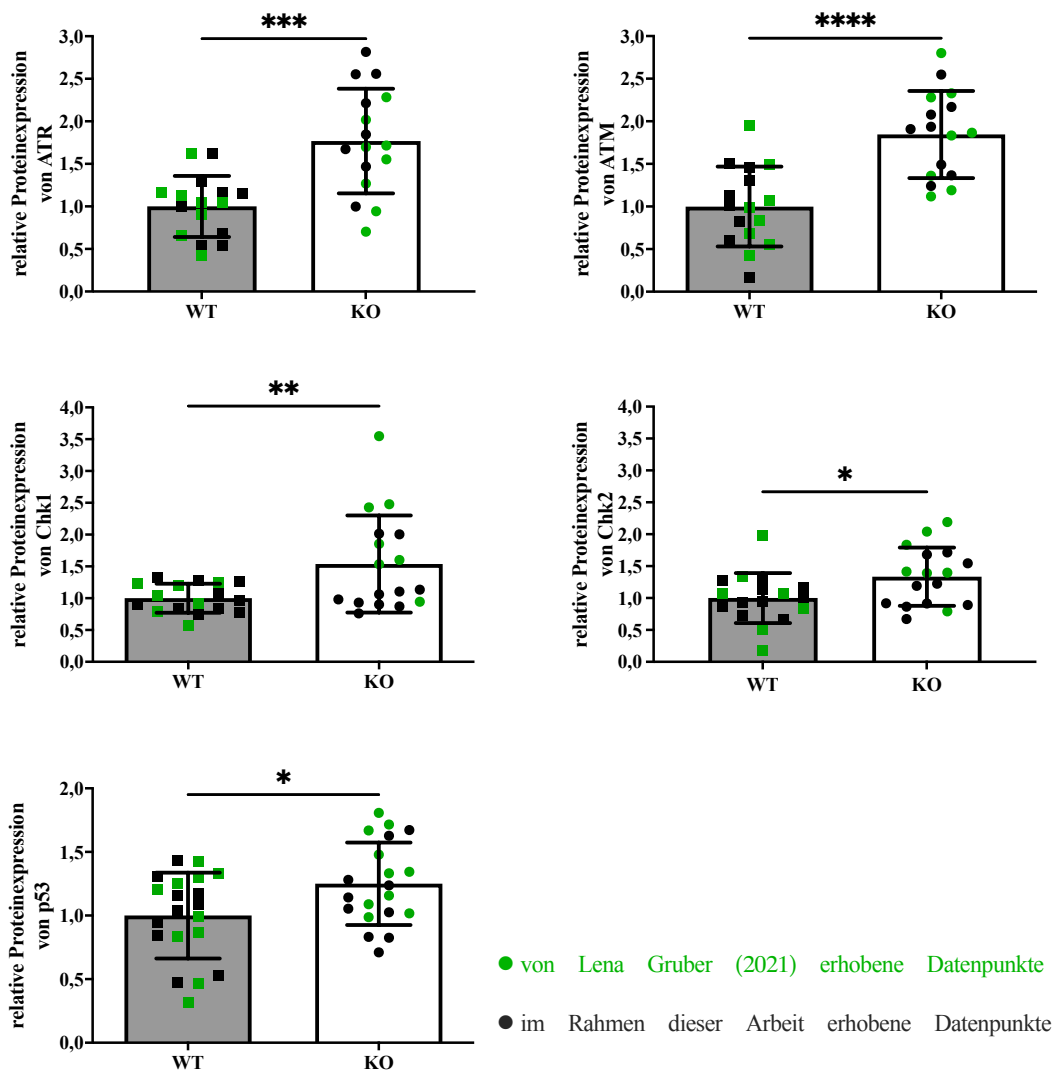 ***
3,0
2,5
2,0
1,5
1,0
0,5
0,0
relative Proteinexpression
von ATR
WT KO
****
3,0
2,5
2,0
1,5
1,0
0,5
0,0
relative Proteinexpression
von ATM
WT KO
**
4,0
3,5
3,0
2,5
2,0
1,5
1,0
0,5
0,0
relative Proteinexpression
von Chk1
WT KO
*
4,0
3,5
3,0
2,5
2,0
1,5
1,0
0,5
0,0
relative Proteinexpression
von Chk2
WT KO
*
2,0
1,5
1,0
0,5
0,0
relative Proteinexpression
von p53
WT KO
von Lena Gruber (2021) erhobene Datenpunkte
im Rahmen dieser Arbeit erhobene Datenpunkte